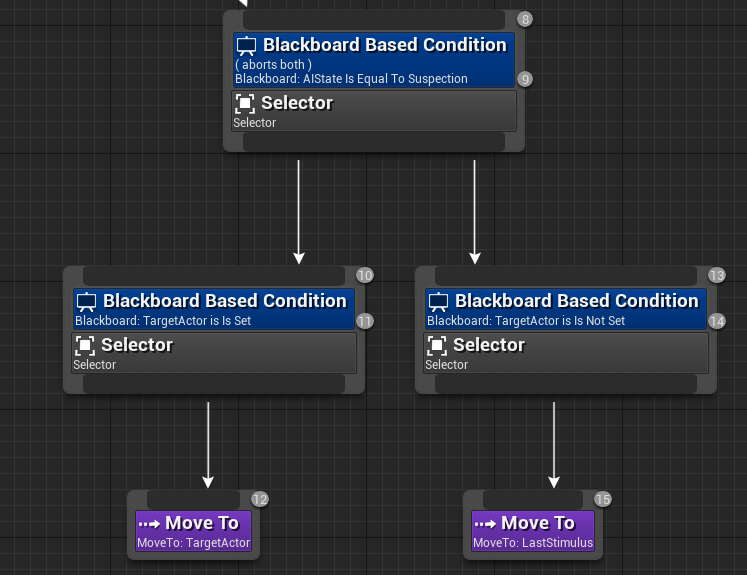 8
Blackboard Based Condition
( aborts both )
Blackboard: AIState Is Equal To Suspection
9
Selector
Selector
10
Blackboard Based Condition
Blackboard: TargetActor is Is Set
11
Selector
Selector
13
Blackboard Based Condition
Blackboard: TargetActor is Is Not Set
14
Selector
Selector
12
Move To
MoveTo: TargetActor
15
Move To
MoveTo: LastStimulus